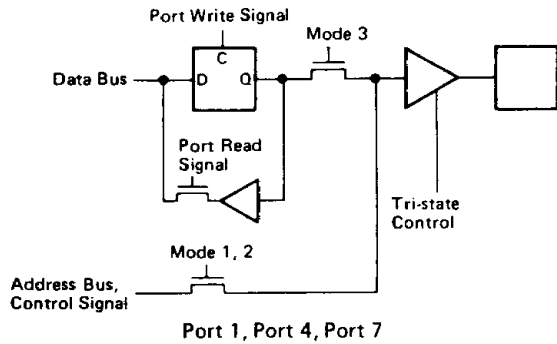 Port Write Signal
C
Mode 3
Data Bus
D
Q
Port Read
Signal
Tri-state
Control
Mode 1, 2
Address Bus,
Control Signal
Port 1, Port 4, Port 7